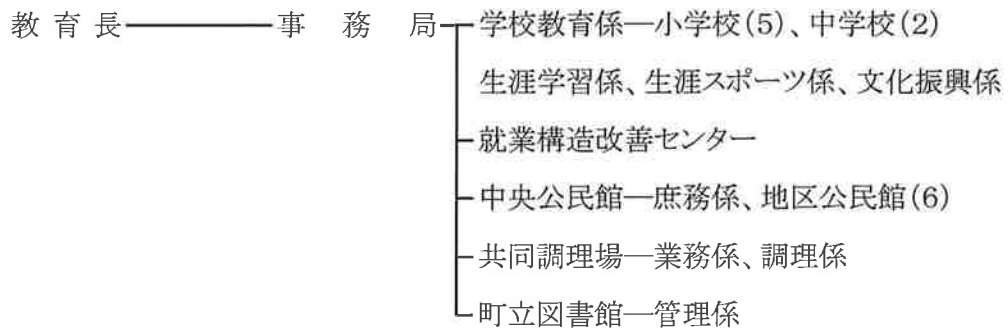 教育長 事務局 学校教育係―小学校(5)、中学校(2)
生涯学習係、生涯スポーツ係、文化振興係
就業構造改善センター
中央公民館―庶務係、地区公民館(6)
共同調理場―業務係、調理係
町立図書館―管理係